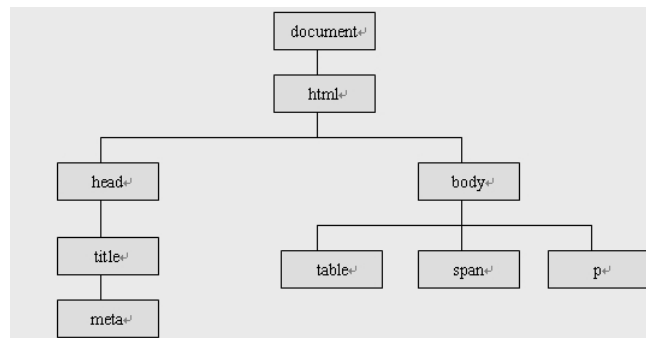 document↵
html↵
head↵
body↵
title↵
table↵
span↵
p↵
meta↵